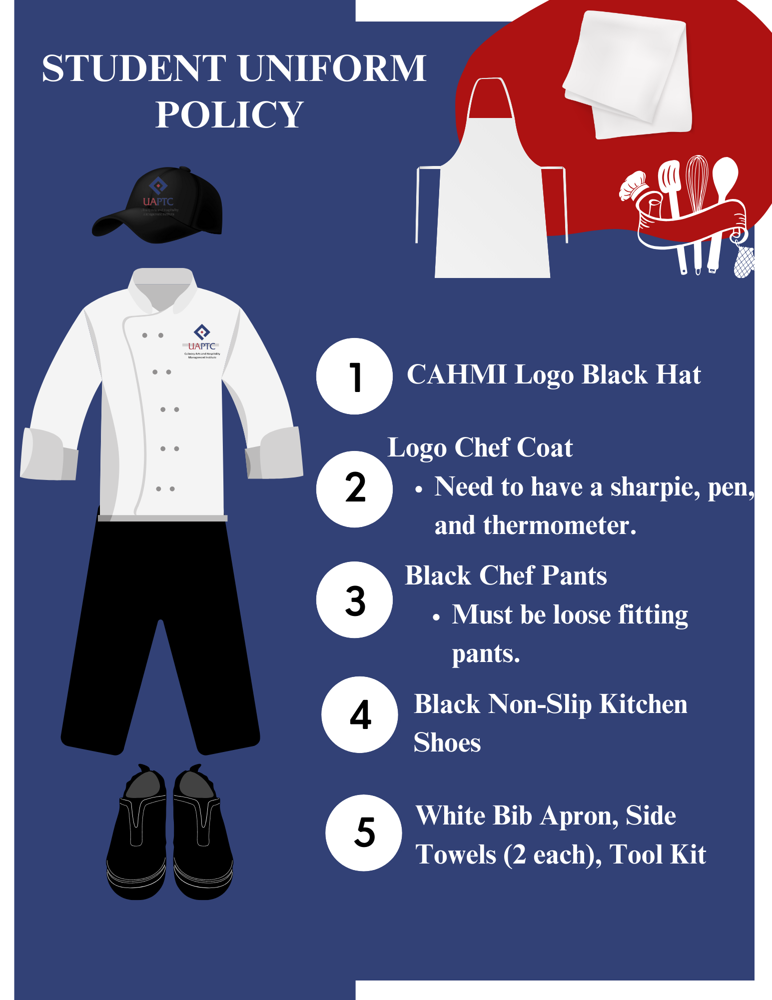 STUDENT UNIFORM
POLICY
UAPTC
UAPTC
Culinary Arts and Hospitality
Management Institute
1
CAHMI Logo Black Hat
2
Logo Chef Coat
• Need to have a sharpie, pen,
and thermometer.
3
Black Chef Pants
• Must be loose fitting
pants.
4
Black Non-Slip Kitchen
Shoes
5
White Bib Apron, Side
Towels (2 each), Tool Kit